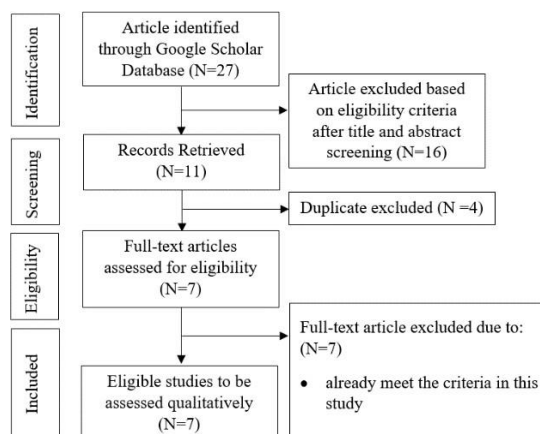 Identification
Article identified
through Google Scholar
Database (N=27)
Article excluded based
on eligibility criteria
after title and abstract
screening (N=16)
Screening
Records Retrieved
(N=11)
Duplicate excluded (N =4)
Eligibility
Full-text articles
assessed for eligibility
(N=7)
Full-text article excluded due to:
(N=7)
• already meet the criteria in this
study
Included
Eligible studies to be
assessed qualitatively
(N=7)